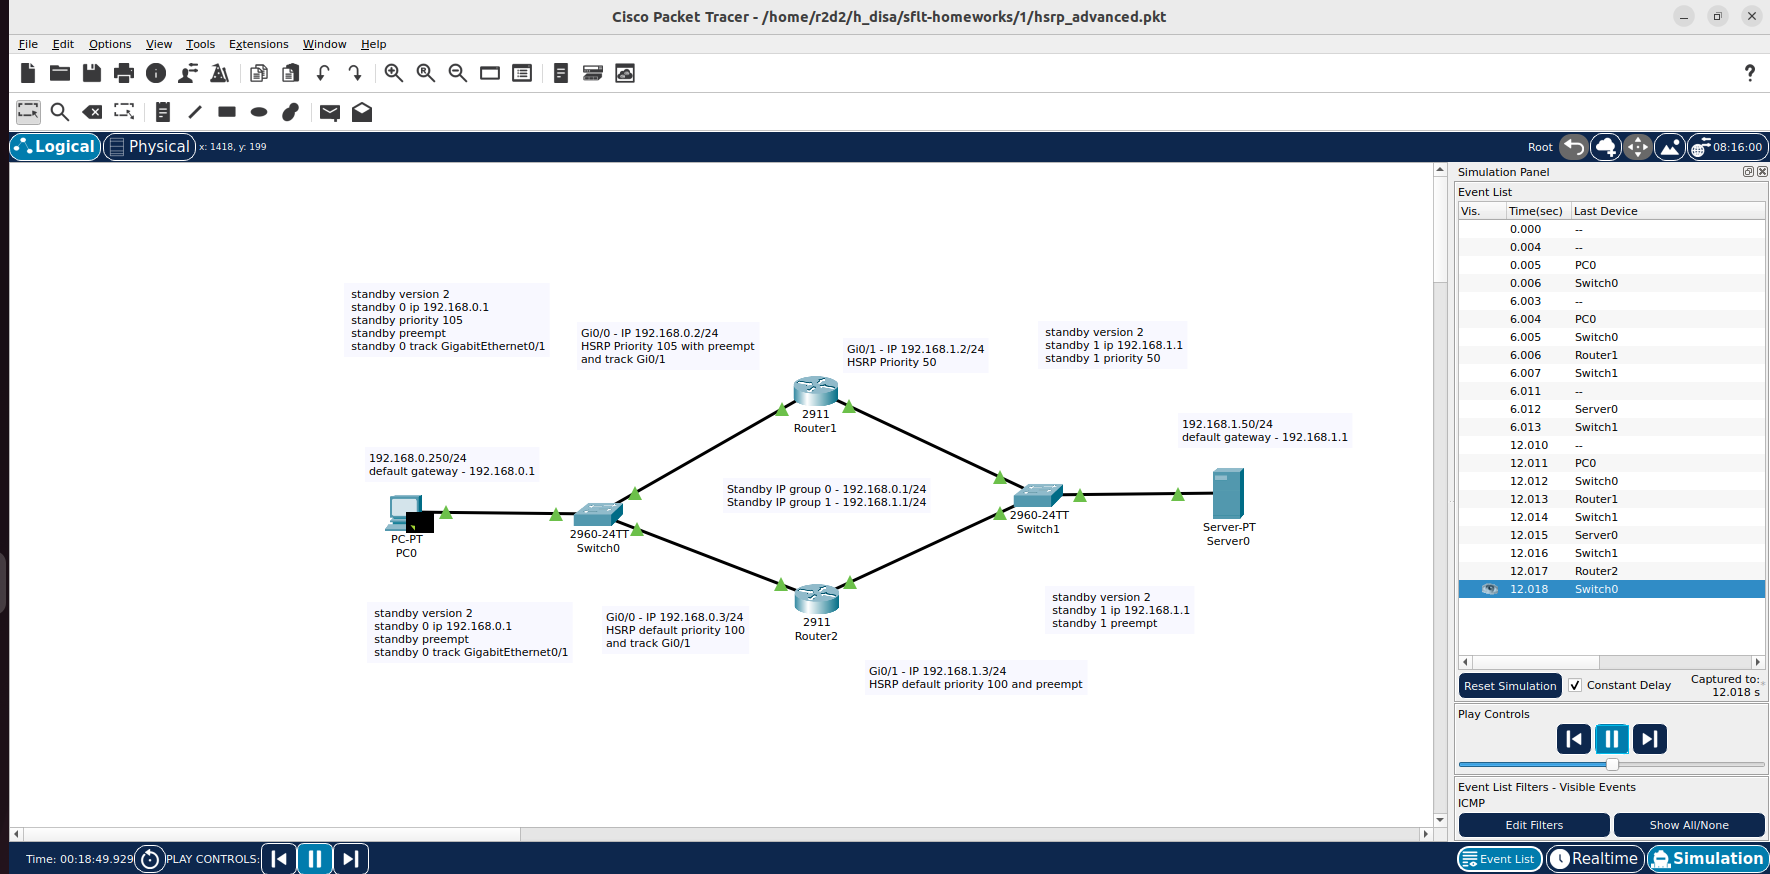 Cisco Packet Tracer - /home/r2d2/h_disa/sflt-homeworks/1/hsrp_advanced.pkt
File Edit Options View Tools Extensions Window Help
?
Logical Physical x: 1418, y: 199 Root 08:16:00
standby version 2
standby 0 ip 192.168.0.1
standby priority 105
standby preempt
standby 0 track GigabitEthernet0/1
Gi0/0 - IP 192.168.0.2/24
HSRP Priority 105 with preempt
and track Gi0/1
Gi0/1 - IP 192.168.1.2/24
HSRP Priority 50
standby version 2
standby 1 ip 192.168.1.1
standby 1 priority 50
2911
Router1
192.168.1.50/24
default gateway - 192.168.1.1
192.168.0.250/24
default gateway - 192.168.0.1
Standby IP group 0 - 192.168.0.1/24
Standby IP group 1 - 192.168.1.1/24
PC-PT
PC0
2960-24TT
Switch0
2960-24TT
Switch1
Server-PT
Server0
standby version 2
standby 0 ip 192.168.0.1
standby preempt
standby 0 track GigabitEthernet0/1
Gi0/0 - IP 192.168.0.3/24
HSRP default priority 100
and track Gi0/1
2911
Router2
standby version 2
standby 1 ip 192.168.1.1
standby 1 preempt
Gi0/1 - IP 192.168.1.3/24
HSRP default priority 100 and preempt
Simulation Panel
Event List
Vis. Time(sec) Last Device
0.000 --
0.004 --
0.005 PC0
0.006 Switch0
6.003 --
6.004 PC0
6.005 Switch0
6.006 Router1
6.007 Switch1
6.011 --
6.012 Server0
6.013 Switch1
12.010 --
12.011 PC0
12.012 Switch0
12.013 Router1
12.014 Switch1
12.015 Server0
12.016 Switch1
12.017 Router2
12.018 Switch0
Reset Simulation Constant Delay Captured to:
12.018 s
Play Controls
Event List Filters - Visible Events
ICMP
Edit Filters Show All/None
Time: 00:18:49.929 PLAY CONTROLS: Event List Realtime Simulation